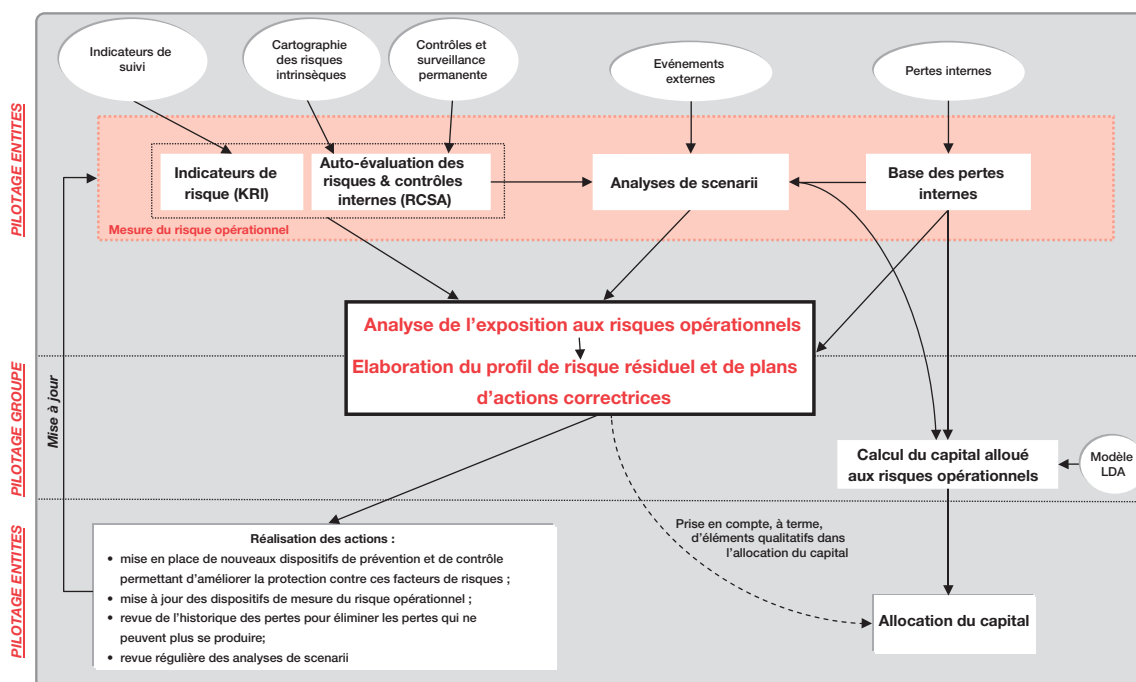 Indicateurs de
suivi
Cartographie
des risques
intrinsèques
Contrôles et
surveillance
permanente
Evénements
externes
Pertes internes
PILOTAGE ENTITES
Indicateurs de
risque (KRI)
Auto-évaluation des
risques & contrôles
internes (RCSA)
Analyses de scenarii
Base des pertes
internes
Mesure du risque opérationnel
Analyse de l’exposition aux risques opérationnels
Elaboration du profil de risque résiduel et de plans
d’actions correctrices
PILOTAGE GROUPE
Mise à jour
Calcul du capital alloué
aux risques opérationnels
Modèle
LDA
PILOTAGE ENTITES
Réalisation des actions :
• mise en place de nouveaux dispositifs de prévention et de contrôle
permettant d’améliorer la protection contre ces facteurs de risques ;
• mise à jour des dispositifs de mesure du risque opérationnel ;
• revue de l’historique des pertes pour éliminer les pertes qui ne
peuvent plus se produire;
• revue régulière des analyses de scenarii
Prise en compte, à terme,
d’éléments qualitatifs dans
l’allocation du capital
Allocation du capital